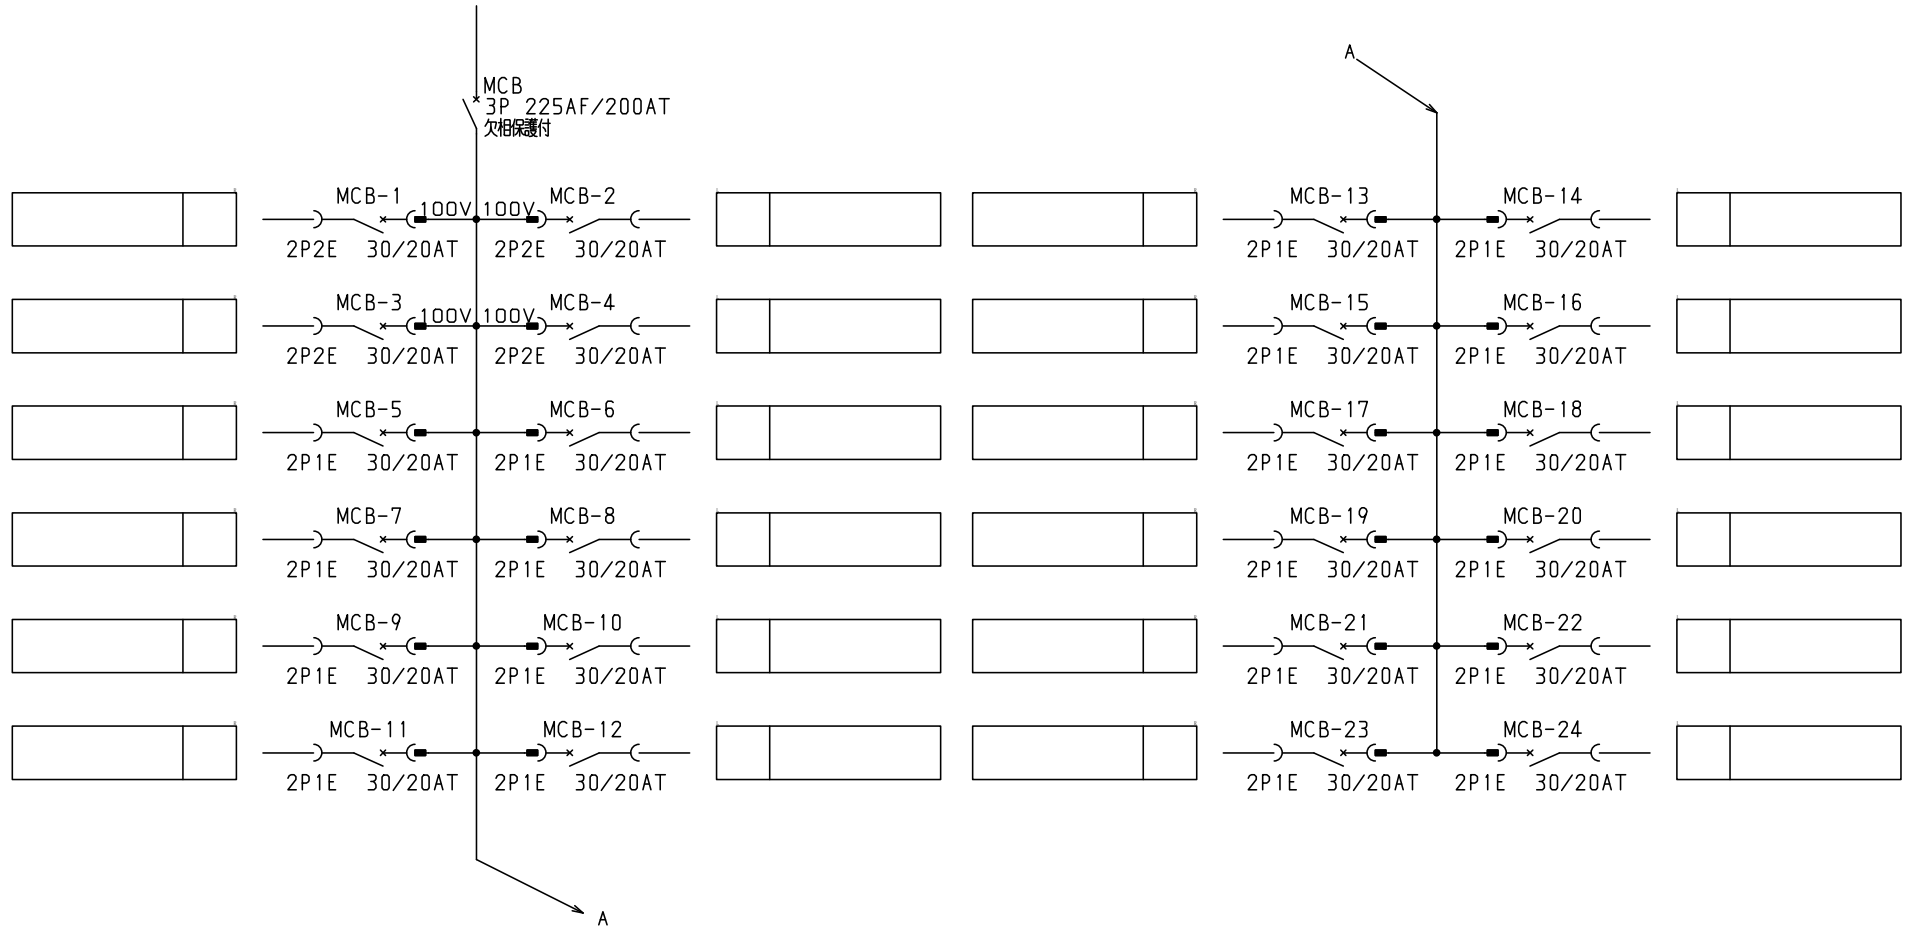 MCB
3P 225AF/200AT
欠相保護付
MCB-1 100V 100V MCB-2
2P2E 30/20AT 2P2E 30/20AT
MCB-3 100V 100V MCB-4
2P2E 30/20AT 2P2E 30/20AT
MCB-5 MCB-6
2P1E 30/20AT 2P1E 30/20AT
MCB-7 MCB-8
2P1E 30/20AT 2P1E 30/20AT
MCB-9 MCB-10
2P1E 30/20AT 2P1E 30/20AT
MCB-11 MCB-12
2P1E 30/20AT 2P1E 30/20AT
A
A
MCB-13 MCB-14
2P1E 30/20AT 2P1E 30/20AT
MCB-15 MCB-16
2P1E 30/20AT 2P1E 30/20AT
MCB-17 MCB-18
2P1E 30/20AT 2P1E 30/20AT
MCB-19 MCB-20
2P1E 30/20AT 2P1E 30/20AT
MCB-21 MCB-22
2P1E 30/20AT 2P1E 30/20AT
MCB-23 MCB-24
2P1E 30/20AT 2P1E 30/20AT